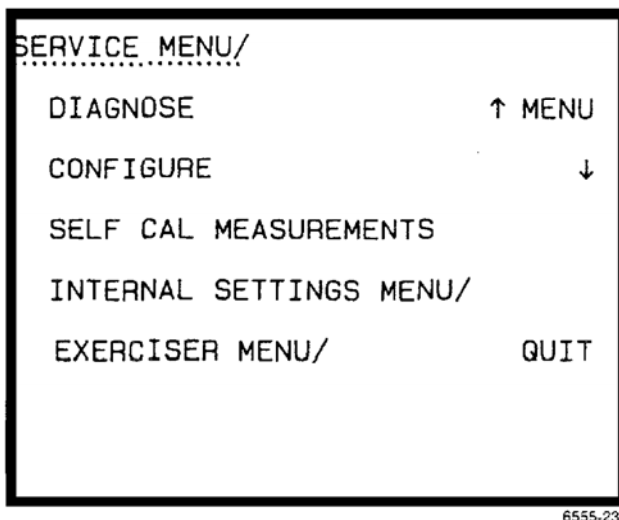 SERVICE MENU/
DIAGNOSE ↑ MENU
CONFIGURE ↓
SELF CAL MEASUREMENTS
INTERNAL SETTINGS MENU/
EXERCISER MENU/ QUIT
6555-23